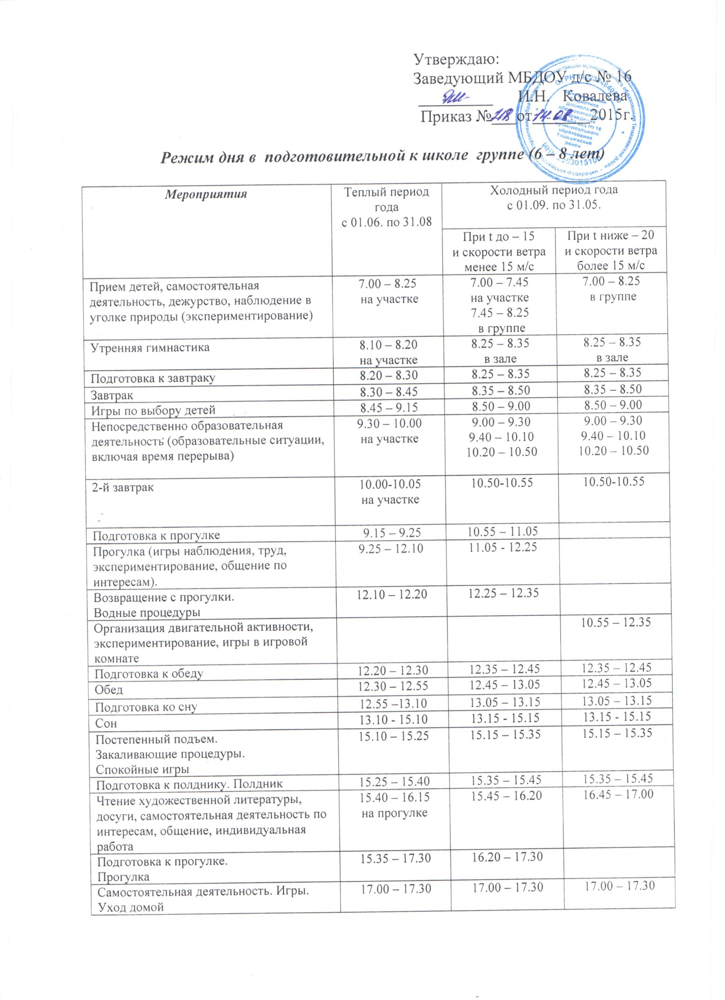 Утверждаю:
Заведующий МБДОУ д/с № 16
И.Н. Ковалева
Приказ № 118 от 14.08. 2015г.
Режим дня в подготовительной к школе группе (6 – 8 лет)
Мероприятия
Теплый период
года
с 01.06. по 31.08
Холодный период года
с 01.09. по 31.05.
При t до – 15
и скорости ветра
менее 15 м/с
При t ниже – 20
и скорости ветра
более 15 м/с
Прием детей, самостоятельная
деятельность, дежурство, наблюдение в
уголке природы (экспериментирование)
7.00 – 8.25
на участке
7.00 – 7.45
на участке
7.45 – 8.25
в группе
7.00 – 8.25
в группе
Утренняя гимнастика
8.10 – 8.20
на участке
8.25 – 8.35
в зале
8.25 – 8.35
в зале
Подготовка к завтраку
8.20 – 8.30
8.25 – 8.35
8.25 – 8.35
Завтрак
8.30 – 8.45
8.35 – 8.50
8.35 – 8.50
Игры по выбору детей
8.45 – 9.15
8.50 – 9.00
8.50 – 9.00
Непосредственно образовательная
деятельность (образовательные ситуации,
включая время перерыва)
9.30 – 10.00
на участке
9.00 – 9.30
9.40 – 10.10
10.20 – 10.50
9.00 – 9.30
9.40 – 10.10
10.20 – 10.50
2-й завтрак
10.00-10.05
на участке
10.50-10.55
10.50-10.55
Подготовка к прогулке
9.15 – 9.25
10.55 – 11.05
Прогулка (игры наблюдения, труд,
экспериментирование, общение по
интересам).
9.25 – 12.10
11.05 - 12.25
Возвращение с прогулки.
Водные процедуры
12.10 – 12.20
12.25 – 12.35
Организация двигательной активности,
экспериментирование, игры в игровой
комнате
10.55 – 12.35
Подготовка к обеду
12.20 – 12.30
12.35 – 12.45
12.35 – 12.45
Обед
12.30 – 12.55
12.45 – 13.05
12.45 – 13.05
Подготовка ко сну
12.55 –13.10
13.05 – 13.15
13.05 – 13.15
Сон
13.10 - 15.10
13.15 - 15.15
13.15 - 15.15
Постепенный подъем.
Закаливающие процедуры.
Спокойные игры
15.10 – 15.25
15.15 – 15.35
15.15 – 15.35
Подготовка к полднику. Полдник
15.25 – 15.40
15.35 – 15.45
15.35 – 15.45
Чтение художественной литературы,
досуги, самостоятельная деятельность по
интересам, общение, индивидуальная
работа
15.40 – 16.15
на прогулке
15.45 – 16.20
16.45 – 17.00
Подготовка к прогулке.
Прогулка
15.35 – 17.30
16.20 – 17.30
Самостоятельная деятельность. Игры.
Уход домой
17.00 – 17.30
17.00 – 17.30
17.00 – 17.30